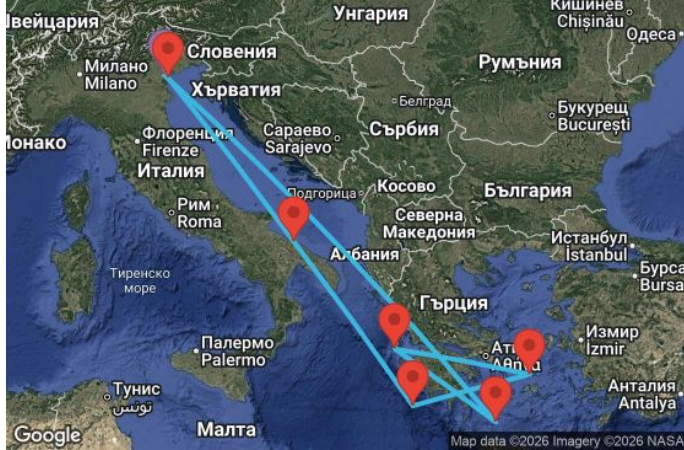 Кишинев
Chișinău
Унгария
Швейцария
Одеса
Словения
Милано
Milano
Румъния
Хърватия
Белград
Букурещ
București
Флоренция
Firenze
Сараево
Sarajevo
Сърбия
Монако
Италия
Подгорица
Косово
България
Рим
Roma
Северна
Македония
Албания
Истанбул
İstanbul
Бурса
Bursa
Тиренско
море
Гърция
Палермо
Palermo
Измир
İzmir
Тунис
تونس
Анталия
Antalya
Малта
Google
Map data ©2026 Imagery ©2026 NASA